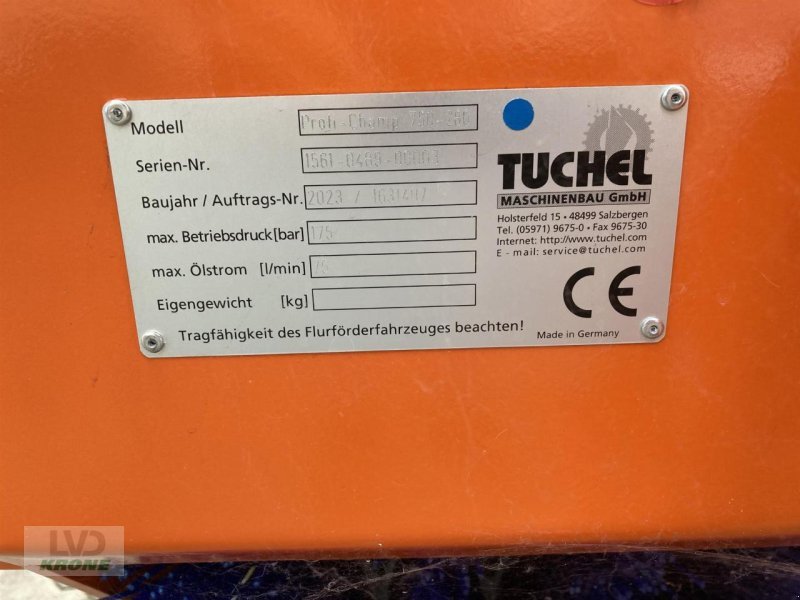 Modell Profi-Champ
Serien-Nr.
Baujahr / Auftrags-Nr. 2023 /
max. Betriebsdruck [bar] 175
max. Ölstrom [l/min] 75
Eigengewicht [kg]
Tragfähigkeit des Flurförderfahrzeuges beachten!
TUCHEL
MASCHINENBAU GmbH
Holsterfeld 15 • 48499 Salzbergen
Tel. (05971) 9675-0 • Fax 9675-30
Internet: http://www.tuchel.com
E - mail: service@tuchel.com
CE
Made in Germany
LVD
KRONE